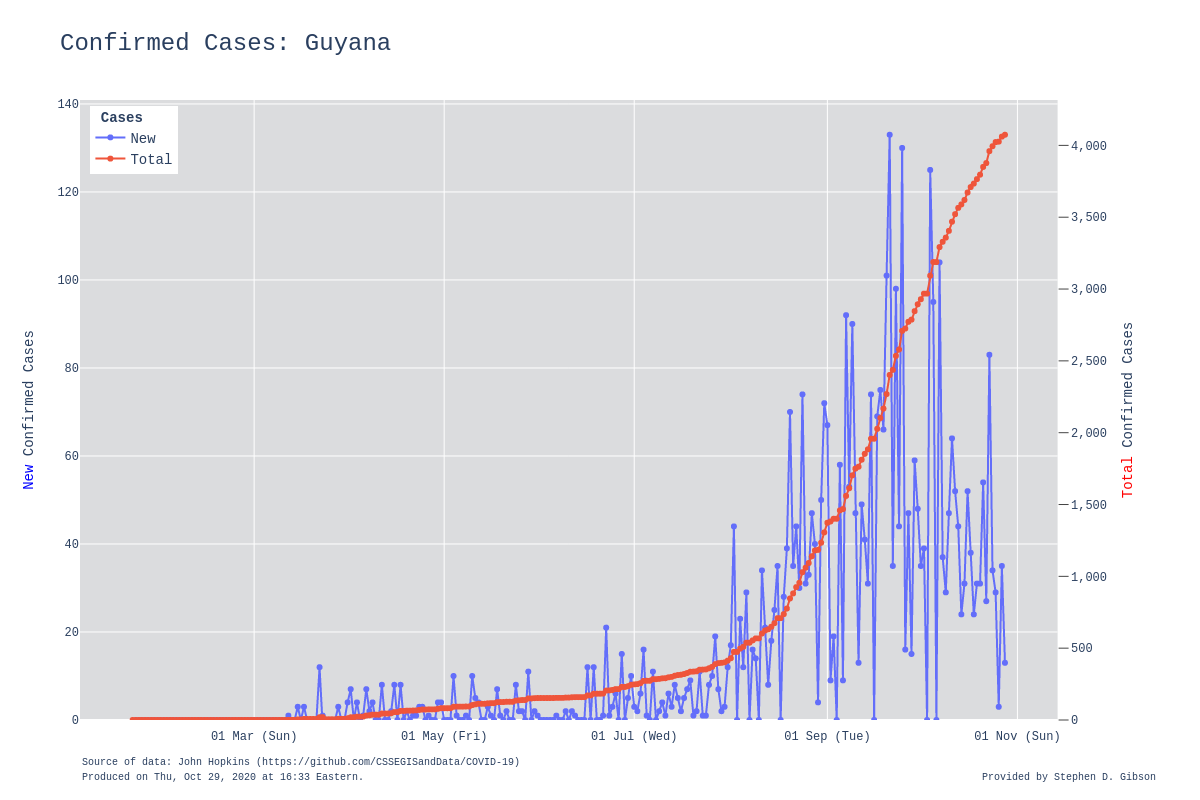 Confirmed Cases: Guyana
Cases
New
Total
140
120
100
80
60
40
20
0
New Confirmed Cases
4,000
3,500
3,000
2,500
2,000
1,500
1,000
500
0
Total Confirmed Cases
01 Mar (Sun) 01 May (Fri) 01 Jul (Wed) 01 Sep (Tue) 01 Nov (Sun)
Source of data: John Hopkins (https://github.com/CSSEGISandData/COVID-19)
Produced on Thu, Oct 29, 2020 at 16:33 Eastern.
Provided by Stephen D. Gibson